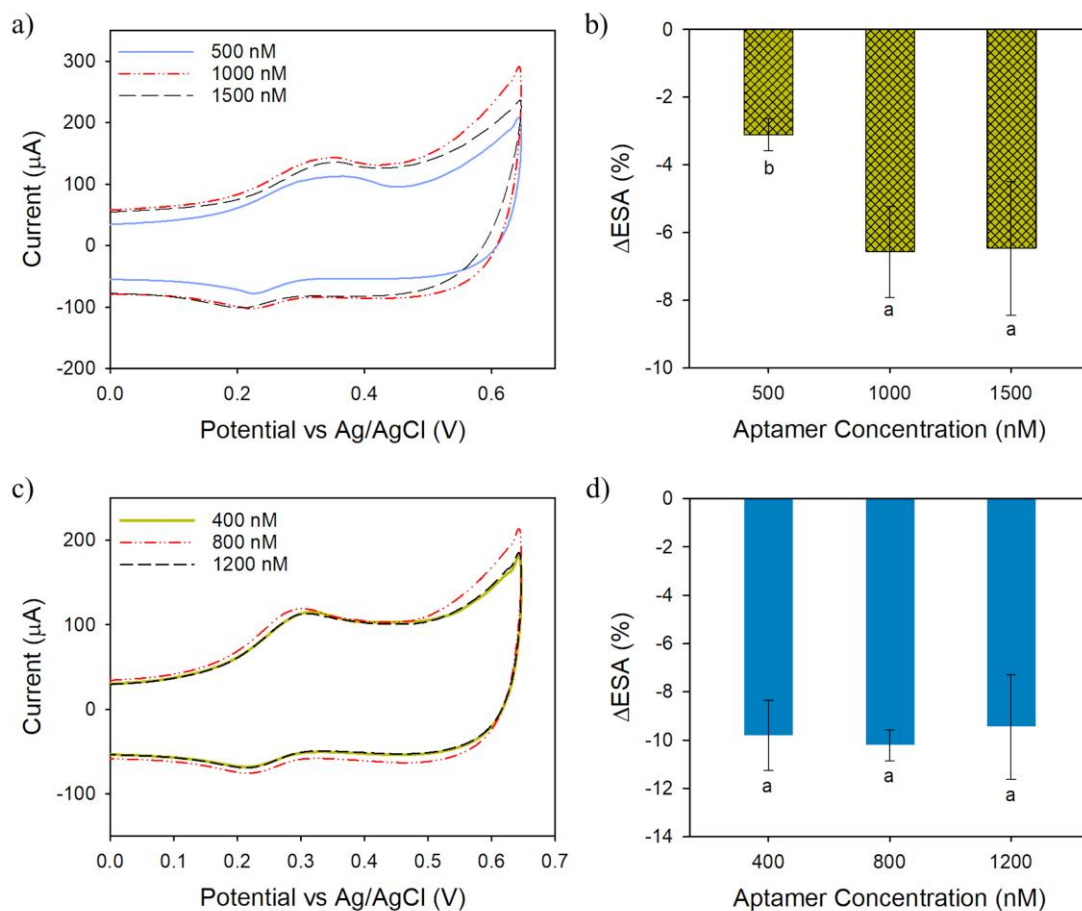 a)
500 nM
1000 nM
1500 nM
300
200
100
0
-100
-200
Current (μA)
0.0 0.2 0.4 0.6
Potential vs Ag/AgCl (V)
b)
0
-2
-4
-6
-8
-10
ΔESA (%)
b
a
a
500 1000 1500
Aptamer Concentration (nM)
c)
400 nM
800 nM
1200 nM
200
100
0
-100
Current (μA)
0.0 0.1 0.2 0.3 0.4 0.5 0.6 0.7
Potential vs Ag/AgCl (V)
d)
0
-2
-4
-6
-8
-10
-12
-14
ΔESA (%)
a
a
a
400 800 1200
Aptamer Concentration (nM)